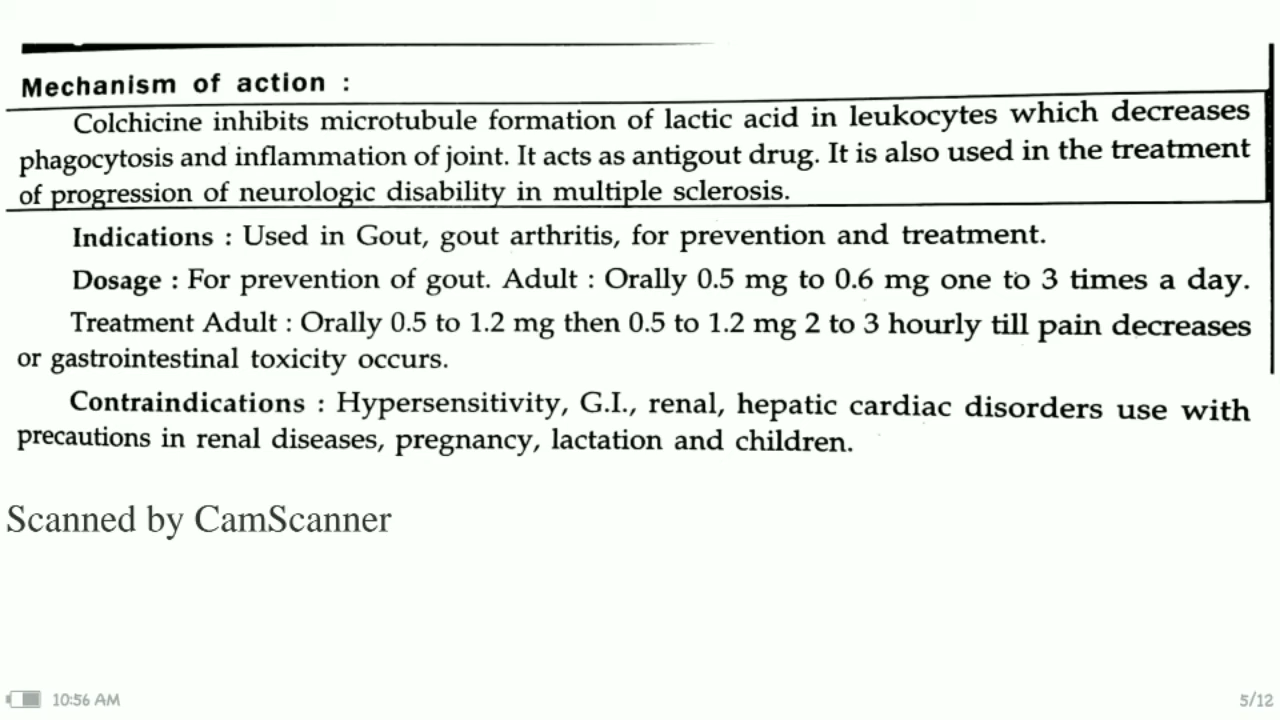 Mechanism of action :
Colchicine inhibits microtubule formation of lactic acid in leukocytes which decreases
phagocytosis and inflammation of joint. It acts as antigout drug. It is also used in the treatment
of progression of neurologic disability in multiple sclerosis.
Indications : Used in Gout, gout arthritis, for prevention and treatment.
Dosage : For prevention of gout. Adult : Orally 0.5 mg to 0.6 mg one to 3 times a day.
Treatment Adult : Orally 0.5 to 1.2 mg then 0.5 to 1.2 mg 2 to 3 hourly till pain decreases
or gastrointestinal toxicity occurs.
Contraindications : Hypersensitivity, G.I., renal, hepatic cardiac disorders use with
precautions in renal diseases, pregnancy, lactation and children.
Scanned by CamScanner
10:56 AM
5/12